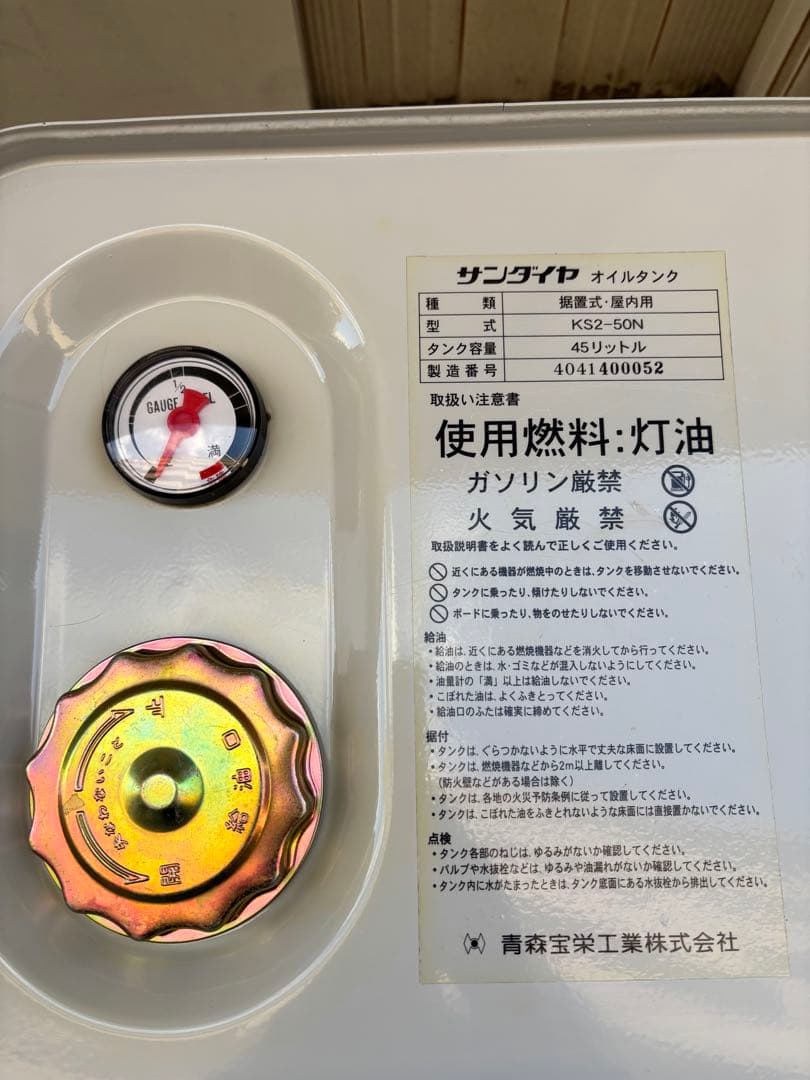 サンダイヤ オイルタンク
種類 据置式・屋内用
型式 KS2-50N
タンク容量 45リットル
製造番号 4041400052
取扱い注意書
使用燃料:灯油
ガソリン厳禁
火気厳禁
取扱説明書をよく読んで正しくご使用ください。
近くにある機器が燃焼中のときは、タンクを移動させないでください。
タンクに乗ったり、傾けたりしないでください。
ボードに乗ったり、物をのせたりしないでください。
給油
・給油は、近くにある燃焼機器などを消火してから行ってください。
・給油のときは、水・ゴミなどが混入しないようにしてください。
・油量計の「満」以上は給油しないでください。
・こぼれた油は、よくふきとってください。
・給油口のふたは確実に締めてください。
据付
・タンクは、ぐらつかないように水平で丈夫な床面に設置してください。
・タンクは、燃焼機器などから2m以上離してください。
(防火壁などがある場合は除く)
・タンクは、各地の火災予防条例に従って設置してください。
・タンクは、こぼれた油をふきとれないような床面には直接置かないでください。
点検
・タンク各部のねじは、ゆるみがないか確認してください。
・バルブや水抜栓などは、ゆるみや油漏れがないか確認してください。
・タンク内に水がたまったときは、タンク底面にある水抜栓から排出してください。
青森宝栄工業株式会社
1/2
GAUGE
満
止
給油口
開